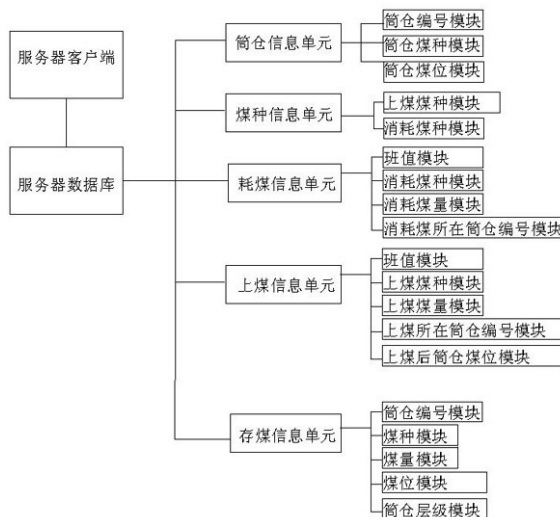 服务器客户端
服务器数据库
筒仓信息单元
筒仓编号模块
筒仓煤种模块
筒仓煤位模块
煤种信息单元
上煤煤种模块
消耗煤种模块
耗煤信息单元
班值模块
消耗煤种模块
消耗煤量模块
消耗煤所在筒仓编号模块
上煤信息单元
班值模块
上煤煤种模块
上煤煤量模块
上煤所在筒仓编号模块
上煤后筒仓煤位模块
存煤信息单元
筒仓编号模块
煤种模块
煤量模块
煤位模块
筒仓层级模块